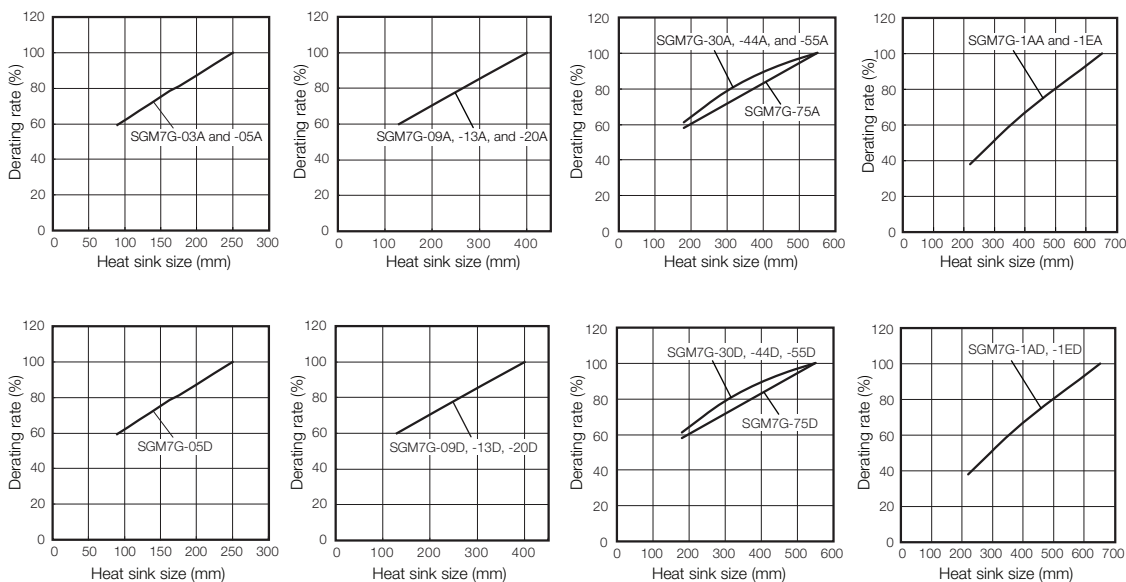 120
100
80
60
40
20
0
Derating rate (%)
SGM7G-03A and -05A
0 50 100 150 200 250 300
Heat sink size (mm)
120
100
80
60
40
20
0
Derating rate (%)
SGM7G-09A, -13A, and -20A
0 100 200 300 400
Heat sink size (mm)
120
100
80
60
40
20
0
Derating rate (%)
SGM7G-30A, -44A, and -55A
SGM7G-75A
0 100 200 300 400 500 600
Heat sink size (mm)
120
100
80
60
40
20
0
Derating rate (%)
SGM7G-1AA and -1EA
0 100 200 300 400 500 600 700
Heat sink size (mm)
120
100
80
60
40
20
0
Derating rate (%)
SGM7G-05D
0 50 100 150 200 250 300
Heat sink size (mm)
120
100
80
60
40
20
0
Derating rate (%)
SGM7G-09D, -13D, -20D
0 100 200 300 400
Heat sink size (mm)
120
100
80
60
40
20
0
Derating rate (%)
SGM7G-30D, -44D, -55D
SGM7G-75D
0 100 200 300 400 500 600
Heat sink size (mm)
120
100
80
60
40
20
0
Derating rate (%)
SGM7G-1AD, -1ED
0 100 200 300 400 500 600 700
Heat sink size (mm)